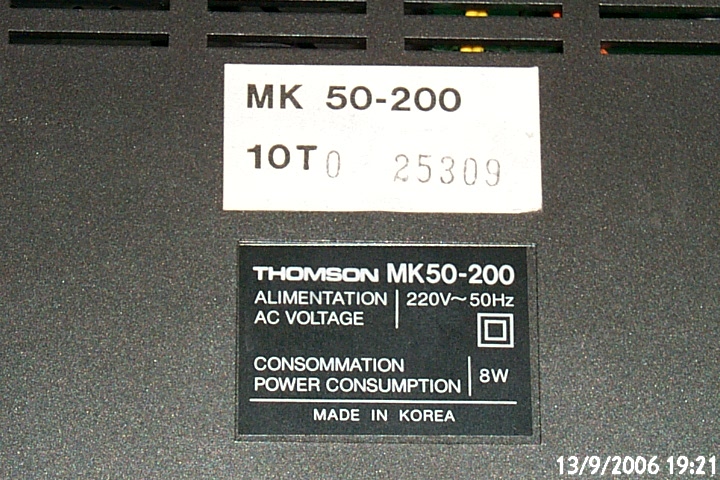 MK 50-200
10T0 25309
THOMSON MK50-200
ALIMENTATION 220V~50Hz
AC VOLTAGE
CONSOMMATION
POWER CONSUMPTION 8W
MADE IN KOREA
13/9/2006 19:21